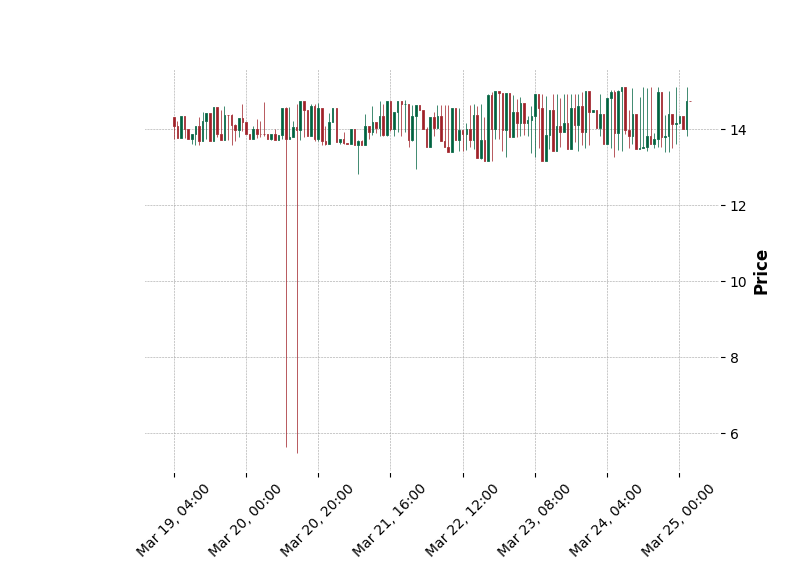 14
12
10
8
6
Price
Mar 19, 04:00
Mar 20, 00:00
Mar 20, 20:00
Mar 21, 16:00
Mar 22, 12:00
Mar 23, 08:00
Mar 24, 04:00
Mar 25, 00:00